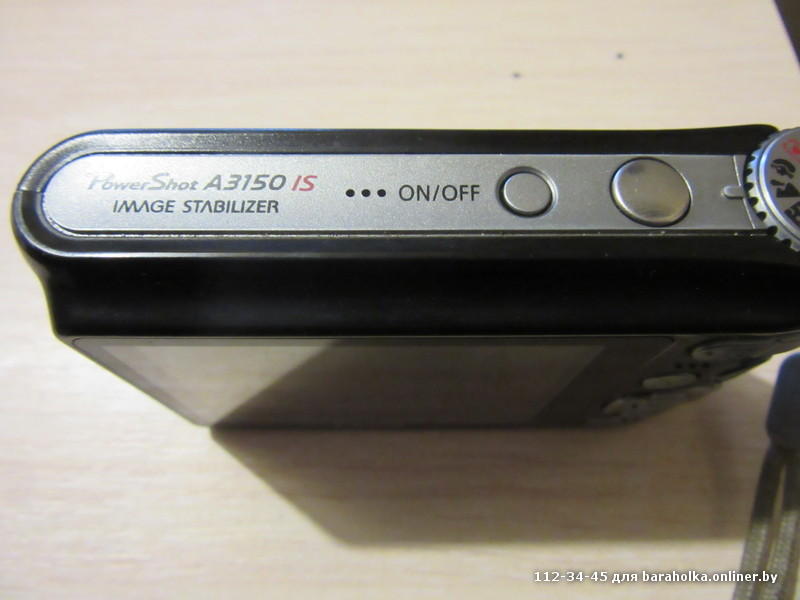 PowerShot A3150 IS
IMAGE STABILIZER
ON/OFF
112-34-45 для baraholka.onliner.by